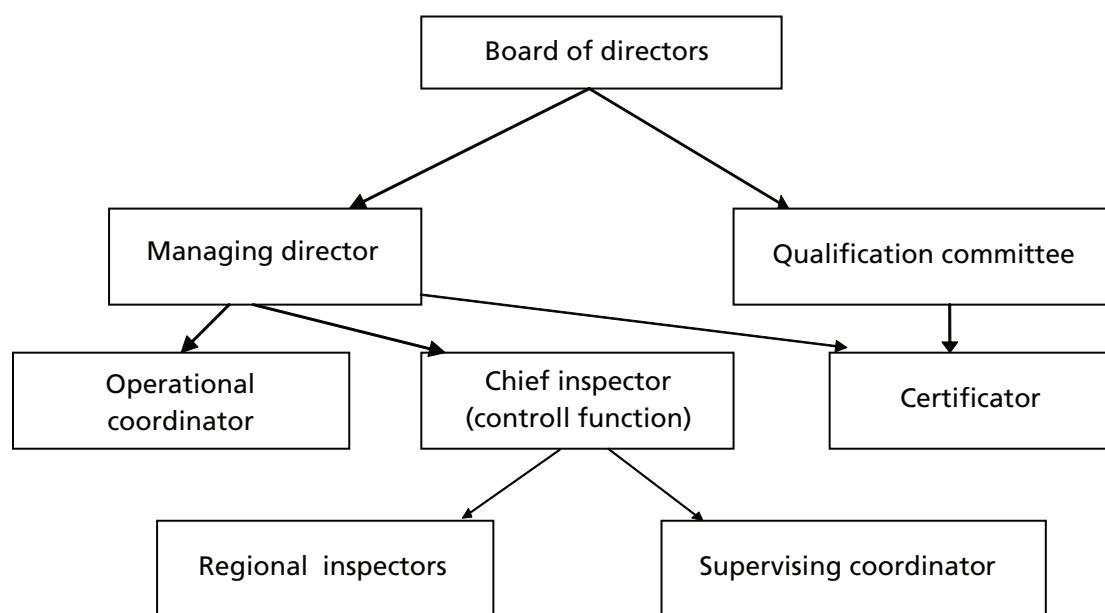 Board of directors
Managing director
Qualification committee
Operational
coordinator
Chief inspector
(controll function)
Certificator
Regional inspectors
Supervising coordinator